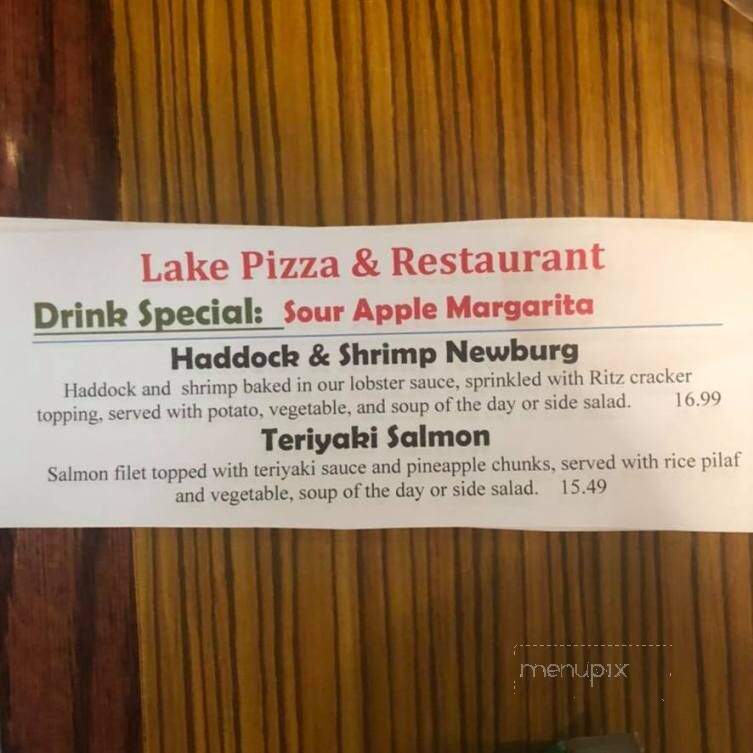 Lake Pizza & Restaurant
Drink Special: Sour Apple Margarita
Haddock & Shrimp Newburg
Haddock and shrimp baked in our lobster sauce, sprinkled with Ritz cracker
topping, served with potato, vegetable, and soup of the day or side salad. 16.99
Teriyaki Salmon
Salmon filet topped with teriyaki sauce and pineapple chunks, served with rice pilaf
and vegetable, soup of the day or side salad. 15.49
menupix